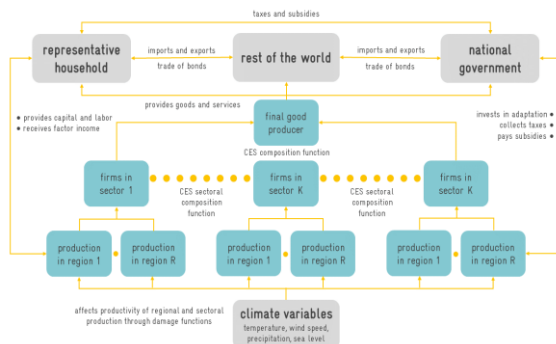 taxes and subsidies
representative
household
imports and exports
trade of bonds
rest of the world
imports and exports
trade of bonds
national
government
provides goods and services
• provides capital and labor
• receives factor income
final good
producer
invests in adaptation •
collects taxes •
pays subsidies •
CES composition function
firms in
sector 1
CES sectoral
composition
function
firms in
sector K
CES sectoral
composition
function
firms in
sector K
production
in region 1
production
in region R
production
in region 1
production
in region R
production
in region 1
production
in region R
affects productivity of regional and sectoral
production through damage functions
climate variables
temperature, wind speed,
precipitation, sea level